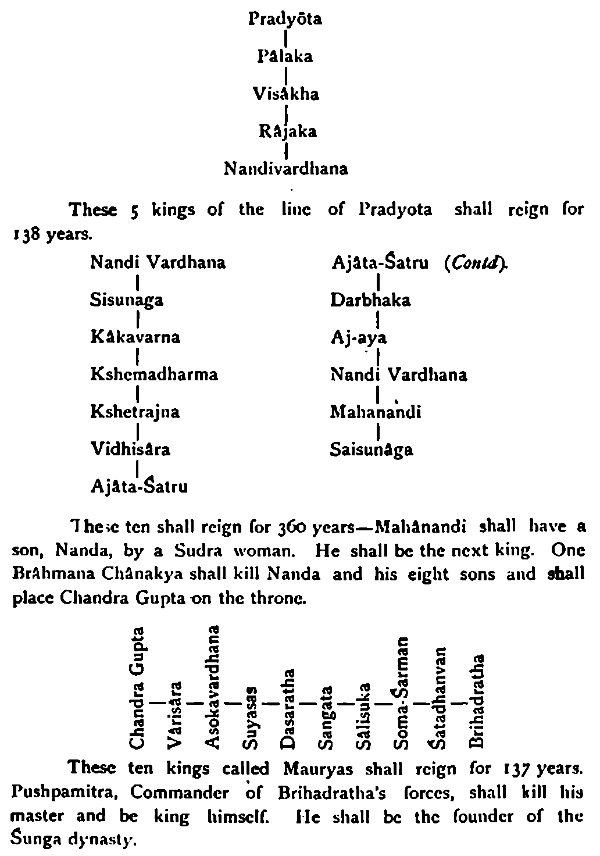 Pradyōta
Pâlaka
Visâkha
Râjaka
Nandivardhana
These 5 kings of the line of Pradyota shall reign for
138 years.
Nandi Vardhana
Sisunaga
Kâkavarna
Kshemadharma
Kshetrajna
Vidhisâra
Ajâta-Śatru
Ajâta-Śatru (Contd).
Darbhaka
Aj-aya
Nandi Vardhana
Mahanandi
Saisunâga
These ten shall reign for 360 years—Mahânandi shall have a
son, Nanda, by a Sudra woman. He shall be the next king. One
Brâhmana Chânakya shall kill Nanda and his eight sons and shall
place Chandra Gupta on the throne.
Chandra Gupta
Vârisâra
Asokavardhana
Suyasas
Dasaratha
Sangata
Sâlisuka
Soma-Śarman
Śatadhanvan
Brihadratha
These ten kings called Mauryas shall reign for 137 years.
Pushpamitra, Commander of Brihadratha's forces, shall kill his
master and be king himself. He shall be the founder of the
Śunga dynasty.